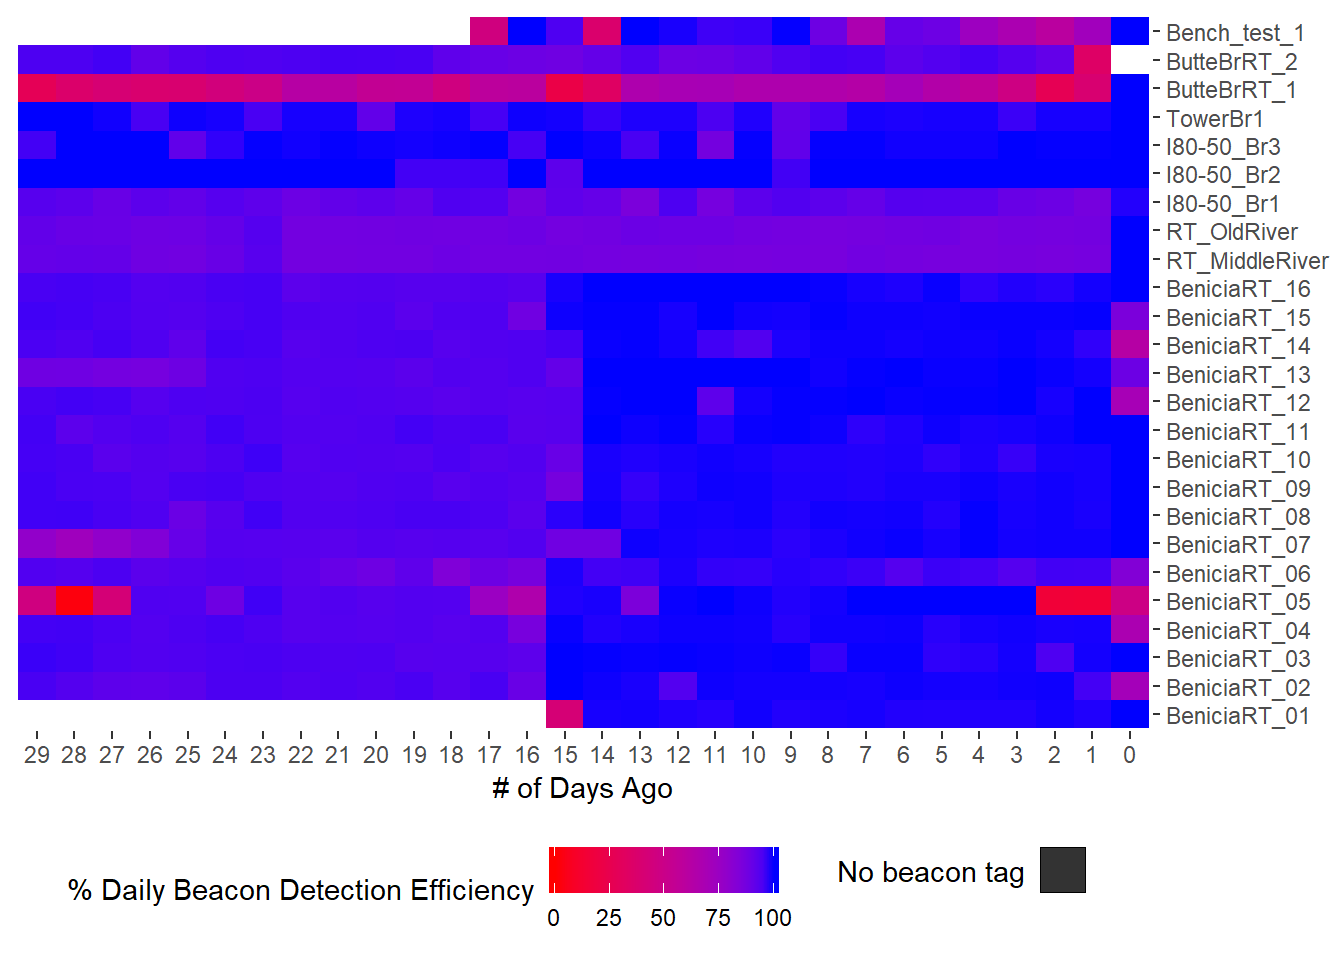 Bench_test_1
ButteBrRT_2
ButteBrRT_1
TowerBr1
I80-50_Br3
I80-50_Br2
I80-50_Br1
RT_OldRiver
RT_MiddleRiver
BeniciaRT_16
BeniciaRT_15
BeniciaRT_14
BeniciaRT_13
BeniciaRT_12
BeniciaRT_11
BeniciaRT_10
BeniciaRT_09
BeniciaRT_08
BeniciaRT_07
BeniciaRT_06
BeniciaRT_05
BeniciaRT_04
BeniciaRT_03
BeniciaRT_02
BeniciaRT_01
29 28 27 26 25 24 23 22 21 20 19 18 17 16 15 14 13 12 11 10 9 8 7 6 5 4 3 2 1 0
# of Days Ago
% Daily Beacon Detection Efficiency
0 25 50 75 100
No beacon tag